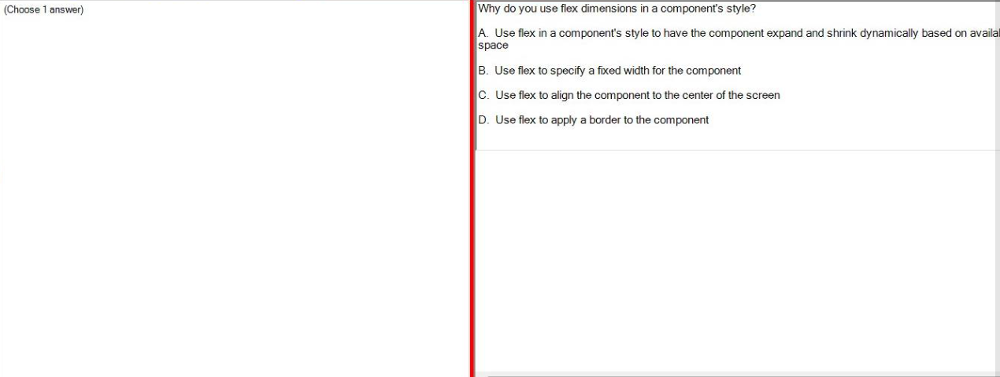 (Choose 1 answer)
Why do you use flex dimensions in a component's style?
A. Use flex in a component's style to have the component expand and shrink dynamically based on
space
B. Use flex to specify a fixed width for the component
C. Use flex to align the component to the center of the screen
D. Use flex to apply a border to the component